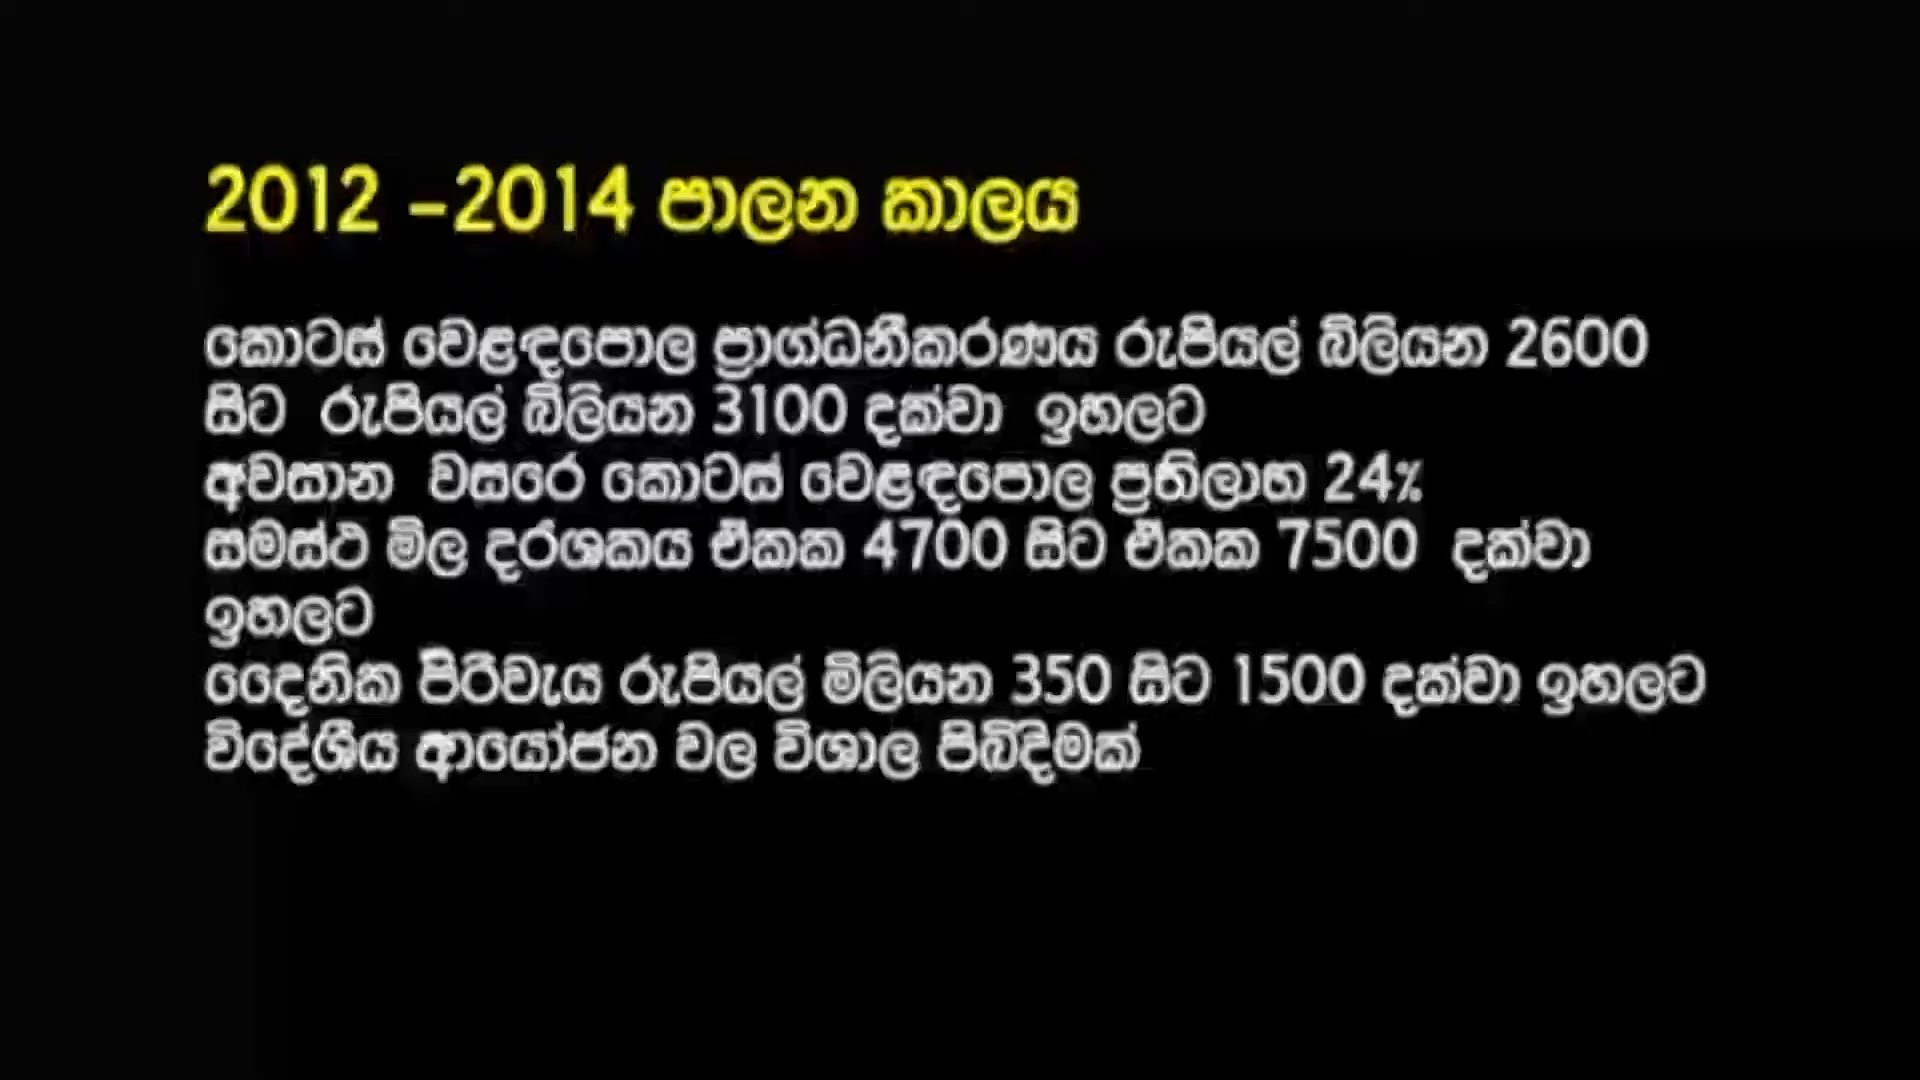 2012 –2014 පාලන කාලය
කොටස් වෙළඳපොල ප්‍රාග්ධනීකරණය රුපියල් බිලියන 2600
සිට රුපියල් බිලියන 3100 දක්වා ඉහලට
අවසාන වසරෙ කොටස් වෙළඳපොල ප්‍රතිලාභ 24%
සමස්ථ මිල දරශකය ඒකක 4700 සිට ඒකක 7500 දක්වා
ඉහලට
දෛනික පිරිවැය රුපියල් මිලියන 350 සිට 1500 දක්වා ඉහලට
විදේශීය ආයෝජන වල විශාල පිබිදිමක්